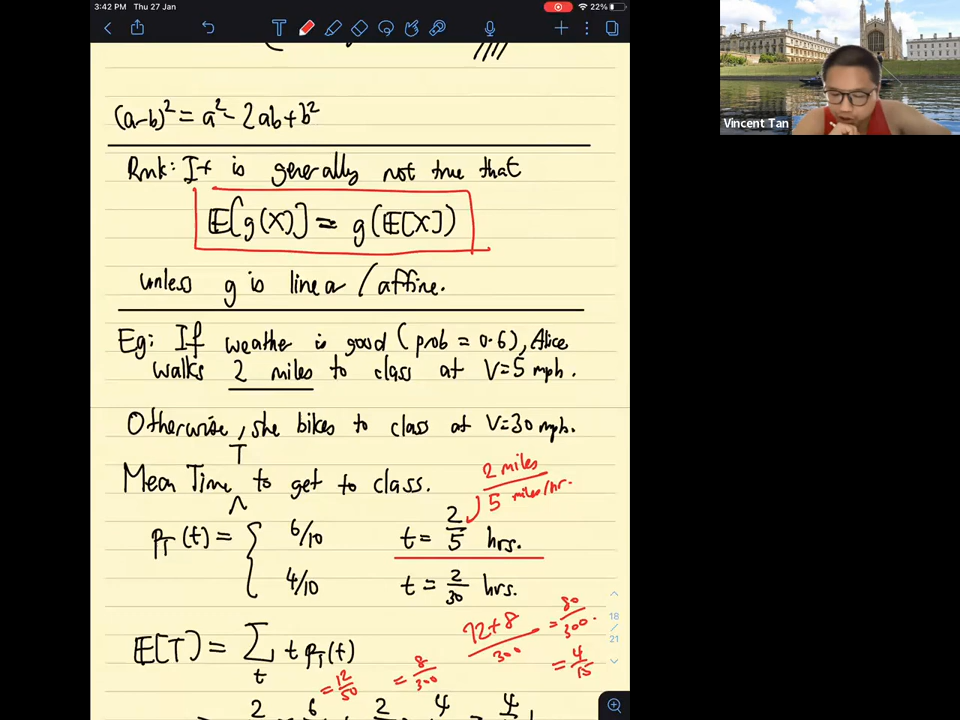 3:42 PM Thu 27 Jan
22%
(a-b)² = a² - 2ab + b²
Rmk: It is generally not true that
E[g(X)] = g(E[X])
unless g is linear/affine.
Eg: If weather is good (prob = 0.6), Alice
walks 2 miles to class at V=5 mph.
Otherwise, she bikes to class at V=30 mph.
Mean Time T to get to class.
2 miles
5 miles/hr.
p_T(t) = { 6/10 t = 2/5 hrs.
4/10 t = 2/30 hrs.
E[T] = Σ_t t p_T(t)
= 12/50
= 8/300
72+8/300
= 80/300.
= 4/15
18/21
Vincent Tan